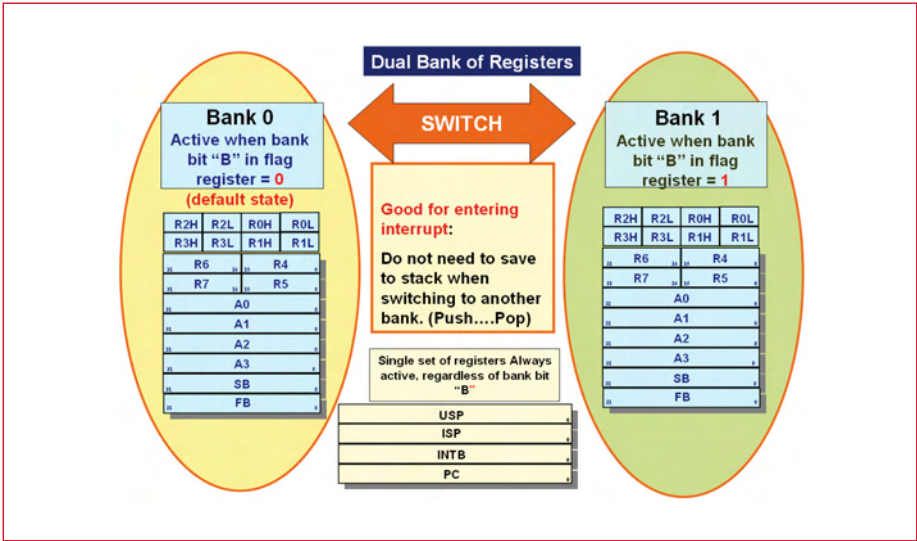 Dual Bank of Registers
SWITCH
Bank 0
Active when bank
bit “B” in flag
register = 0
(default state)
R2H R2L R0H R0L
R3H R3L R1H R1L
R6 R4
R7 R5
A0
A1
A2
A3
SB
FB
Good for entering
interrupt:
Do not need to save
to stack when
switching to another
bank. (Push....Pop)
Single set of registers Always
active, regardless of bank bit
“B”
USP
ISP
INTB
PC
Bank 1
Active when bank
bit “B” in flag
register = 1
R2H R2L R0H R0L
R3H R3L R1H R1L
R6 R4
R7 R5
A0
A1
A2
A3
SB
FB